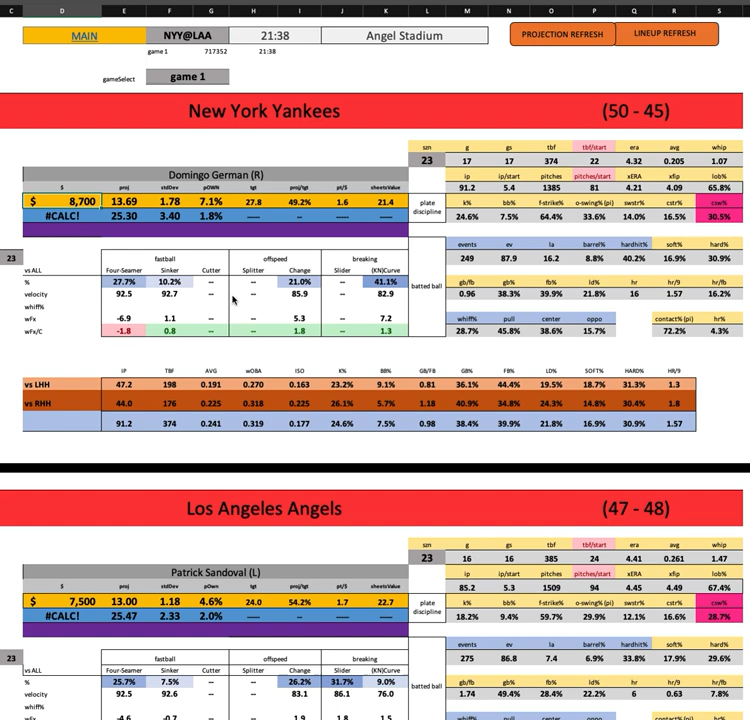 C D E F G H I J K L M N O P Q R S
MAIN NYY@LAA 21:38 Angel Stadium PROJECTION REFRESH LINEUP REFRESH
game 1 717352 21:38
gameSelect game 1
New York Yankees (50 - 45)
szn g gs tbf tbf/start era avg whip
23 17 17 374 22 4.32 0.205 1.07
Domingo German (R) ip ip/start pitches pitches/start xERA xfip lob%
$ proj stdDev pOWN tgt proj/tgt pt/$ sheetsValue 91.2 5.4 1385 81 4.21 4.09 65.8%
$ 8,700 13.69 1.78 7.1% 27.8 49.2% 1.6 21.4 plate discipline k% bb% f-strike% o-swing% (pi) swstr% cstr% csw%
#CALC! 25.30 3.40 1.8% ---- -- ---- ---- 24.6% 7.5% 64.4% 33.6% 14.0% 16.5% 30.5%
events ev la barrel% hardhit% soft% hard%
23 fastball offspeed breaking 249 87.9 16.2 8.8% 40.2% 16.9% 30.9%
vs ALL Four-Seamer Sinker Cutter Splitter Change Slider (KN)Curve
% 27.7% 10.2% -- -- 21.0% -- 41.1% batted ball gb/fb gb% fb% ld% hr hr/9 hr/fb
velocity 92.5 92.7 -- -- 85.9 -- 82.9 0.96 38.3% 39.9% 21.8% 16 1.57 16.2%
whiff%
wFx -6.9 1.1 -- -- 5.3 -- 7.2 whiff% pull center oppo contact% (pi) hr%
wFx/C -1.8 0.8 -- -- 1.8 -- 1.3 28.7% 45.8% 38.6% 15.7% 72.2% 4.3%
IP TBF AVG wOBA ISO K% BB% GB/FB GB% FB% LD% SOFT% HARD% HR/9
vs LHH 47.2 198 0.191 0.270 0.163 23.2% 9.1% 0.81 36.1% 44.4% 19.5% 18.7% 31.3% 1.3
vs RHH 44.0 176 0.225 0.318 0.225 26.1% 5.7% 1.18 40.9% 34.8% 24.3% 14.8% 30.4% 1.8
91.2 374 0.241 0.319 0.177 24.6% 7.5% 0.98 38.4% 39.9% 21.8% 16.9% 30.9% 1.57
Los Angeles Angels (47 - 48)
szn g gs tbf tbf/start era avg whip
23 16 16 385 24 4.41 0.261 1.47
Patrick Sandoval (L) ip ip/start pitches pitches/start xERA xfip lob%
$ proj stdDev pOwn tgt proj/tgt pt/$ sheetsValue 85.2 5.3 1509 94 4.45 4.49 67.4%
$ 7,500 13.00 1.18 4.6% 24.0 54.2% 1.7 22.7 plate discipline k% bb% f-strike% o-swing% (pi) swstr% cstr% csw%
#CALC! 25.47 2.33 2.0% ---- -- ---- ---- 18.2% 9.4% 59.7% 29.9% 12.1% 16.6% 28.7%
events ev la barrel% hardhit% soft% hard%
23 fastball offspeed breaking 275 86.8 7.4 6.9% 33.8% 17.9% 29.6%
vs ALL Four-Seamer Sinker Cutter Splitter Change Slider (KN)Curve
% 25.7% 7.5% -- -- 26.2% 31.7% 9.0% batted ball gb/fb gb% fb% ld% hr hr/9 hr/fb
velocity 92.5 92.6 -- -- 83.1 86.1 76.0 1.74 49.4% 28.4% 22.2% 6 0.63 7.8%
whiff%
-4.6 -0.7 1.9 1.8 1.5 whiff% pull center oppo contact% (pi) hr%